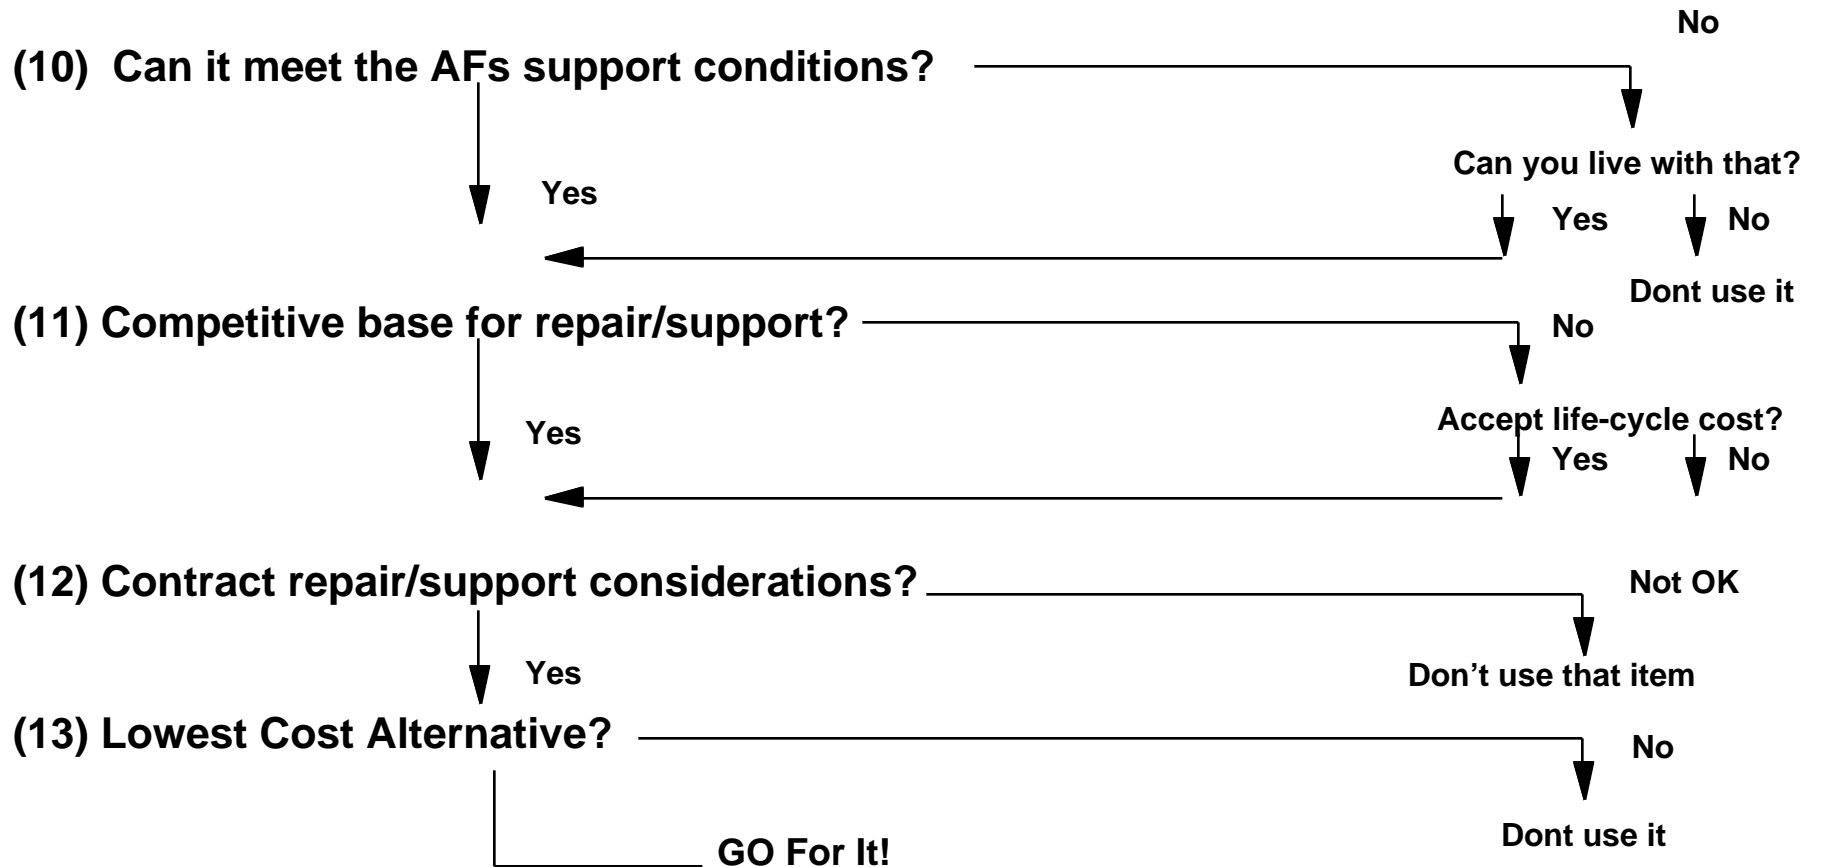 No
(10) Can it meet the AFs support conditions?
Can you live with that?
Yes
Yes
No
Dont use it
(11) Competitive base for repair/support?
No
Accept life-cycle cost?
Yes
Yes
No
(12) Contract repair/support considerations?
Not OK
Yes
Don’t use that item
(13) Lowest Cost Alternative?
No
Dont use it
GO For It!